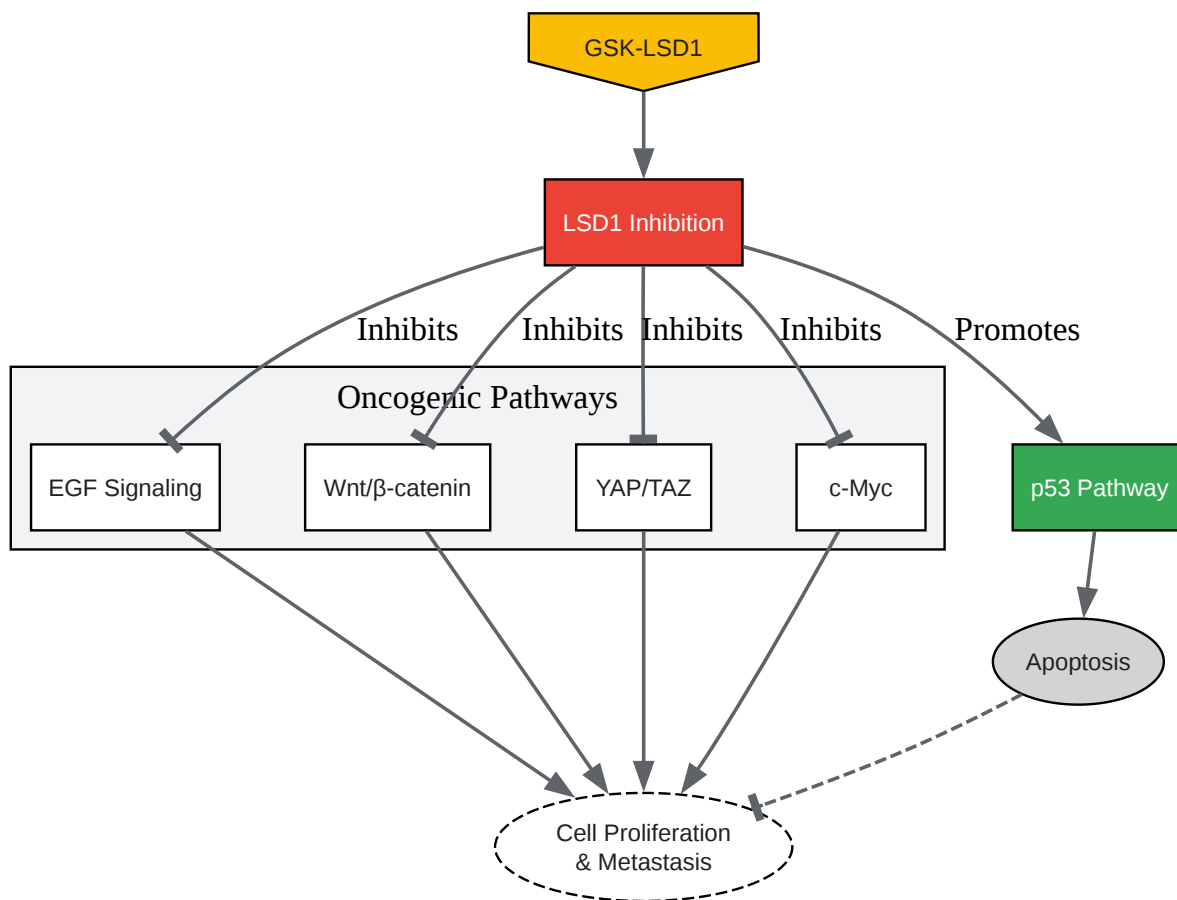 GSK-LSD1
LSD1 Inhibition
Inhibits
Inhibits
Inhibits
Inhibits
Promotes
Oncogenic Pathways
EGF Signaling
Wnt/β-catenin
YAP/TAZ
c-Myc
p53 Pathway
Apoptosis
Cell Proliferation
& Metastasis